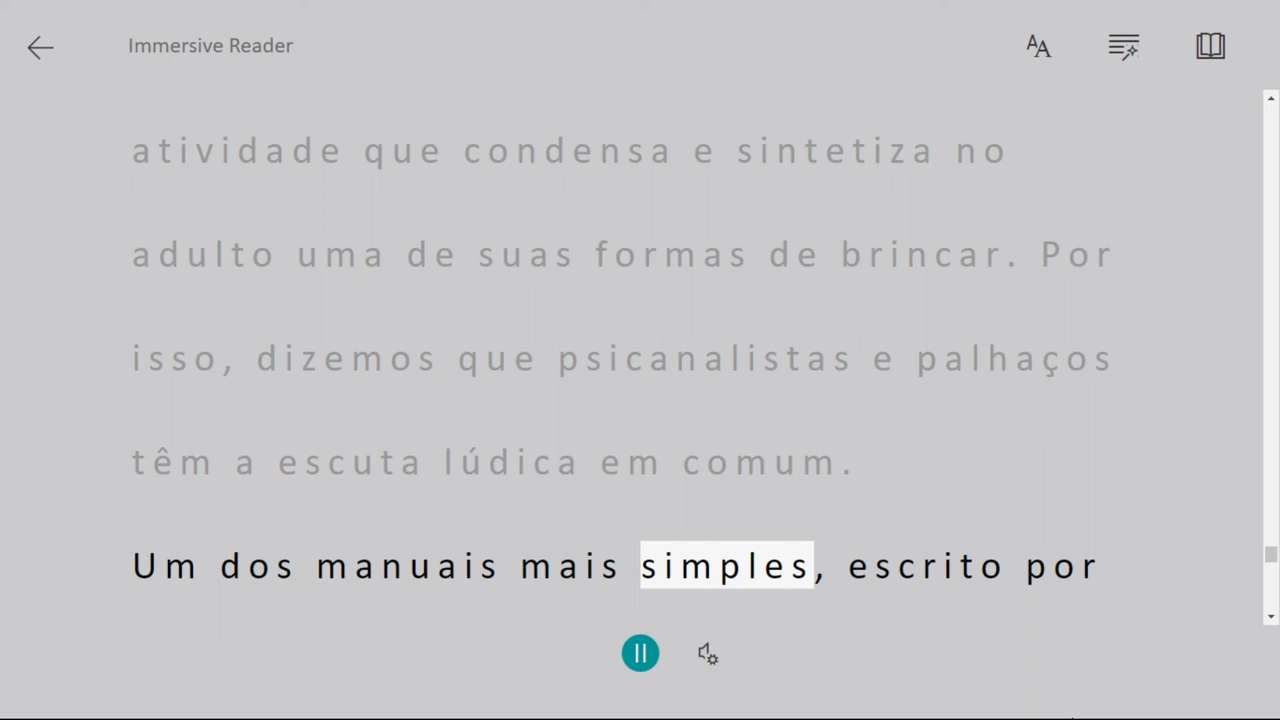 Immersive Reader
atividade que condensa e sintetiza no
adulto uma de suas formas de brincar. Por
isso, dizemos que psicanalistas e palhaços
têm a escuta lúdica em comum.
Um dos manuais mais simples, escrito por